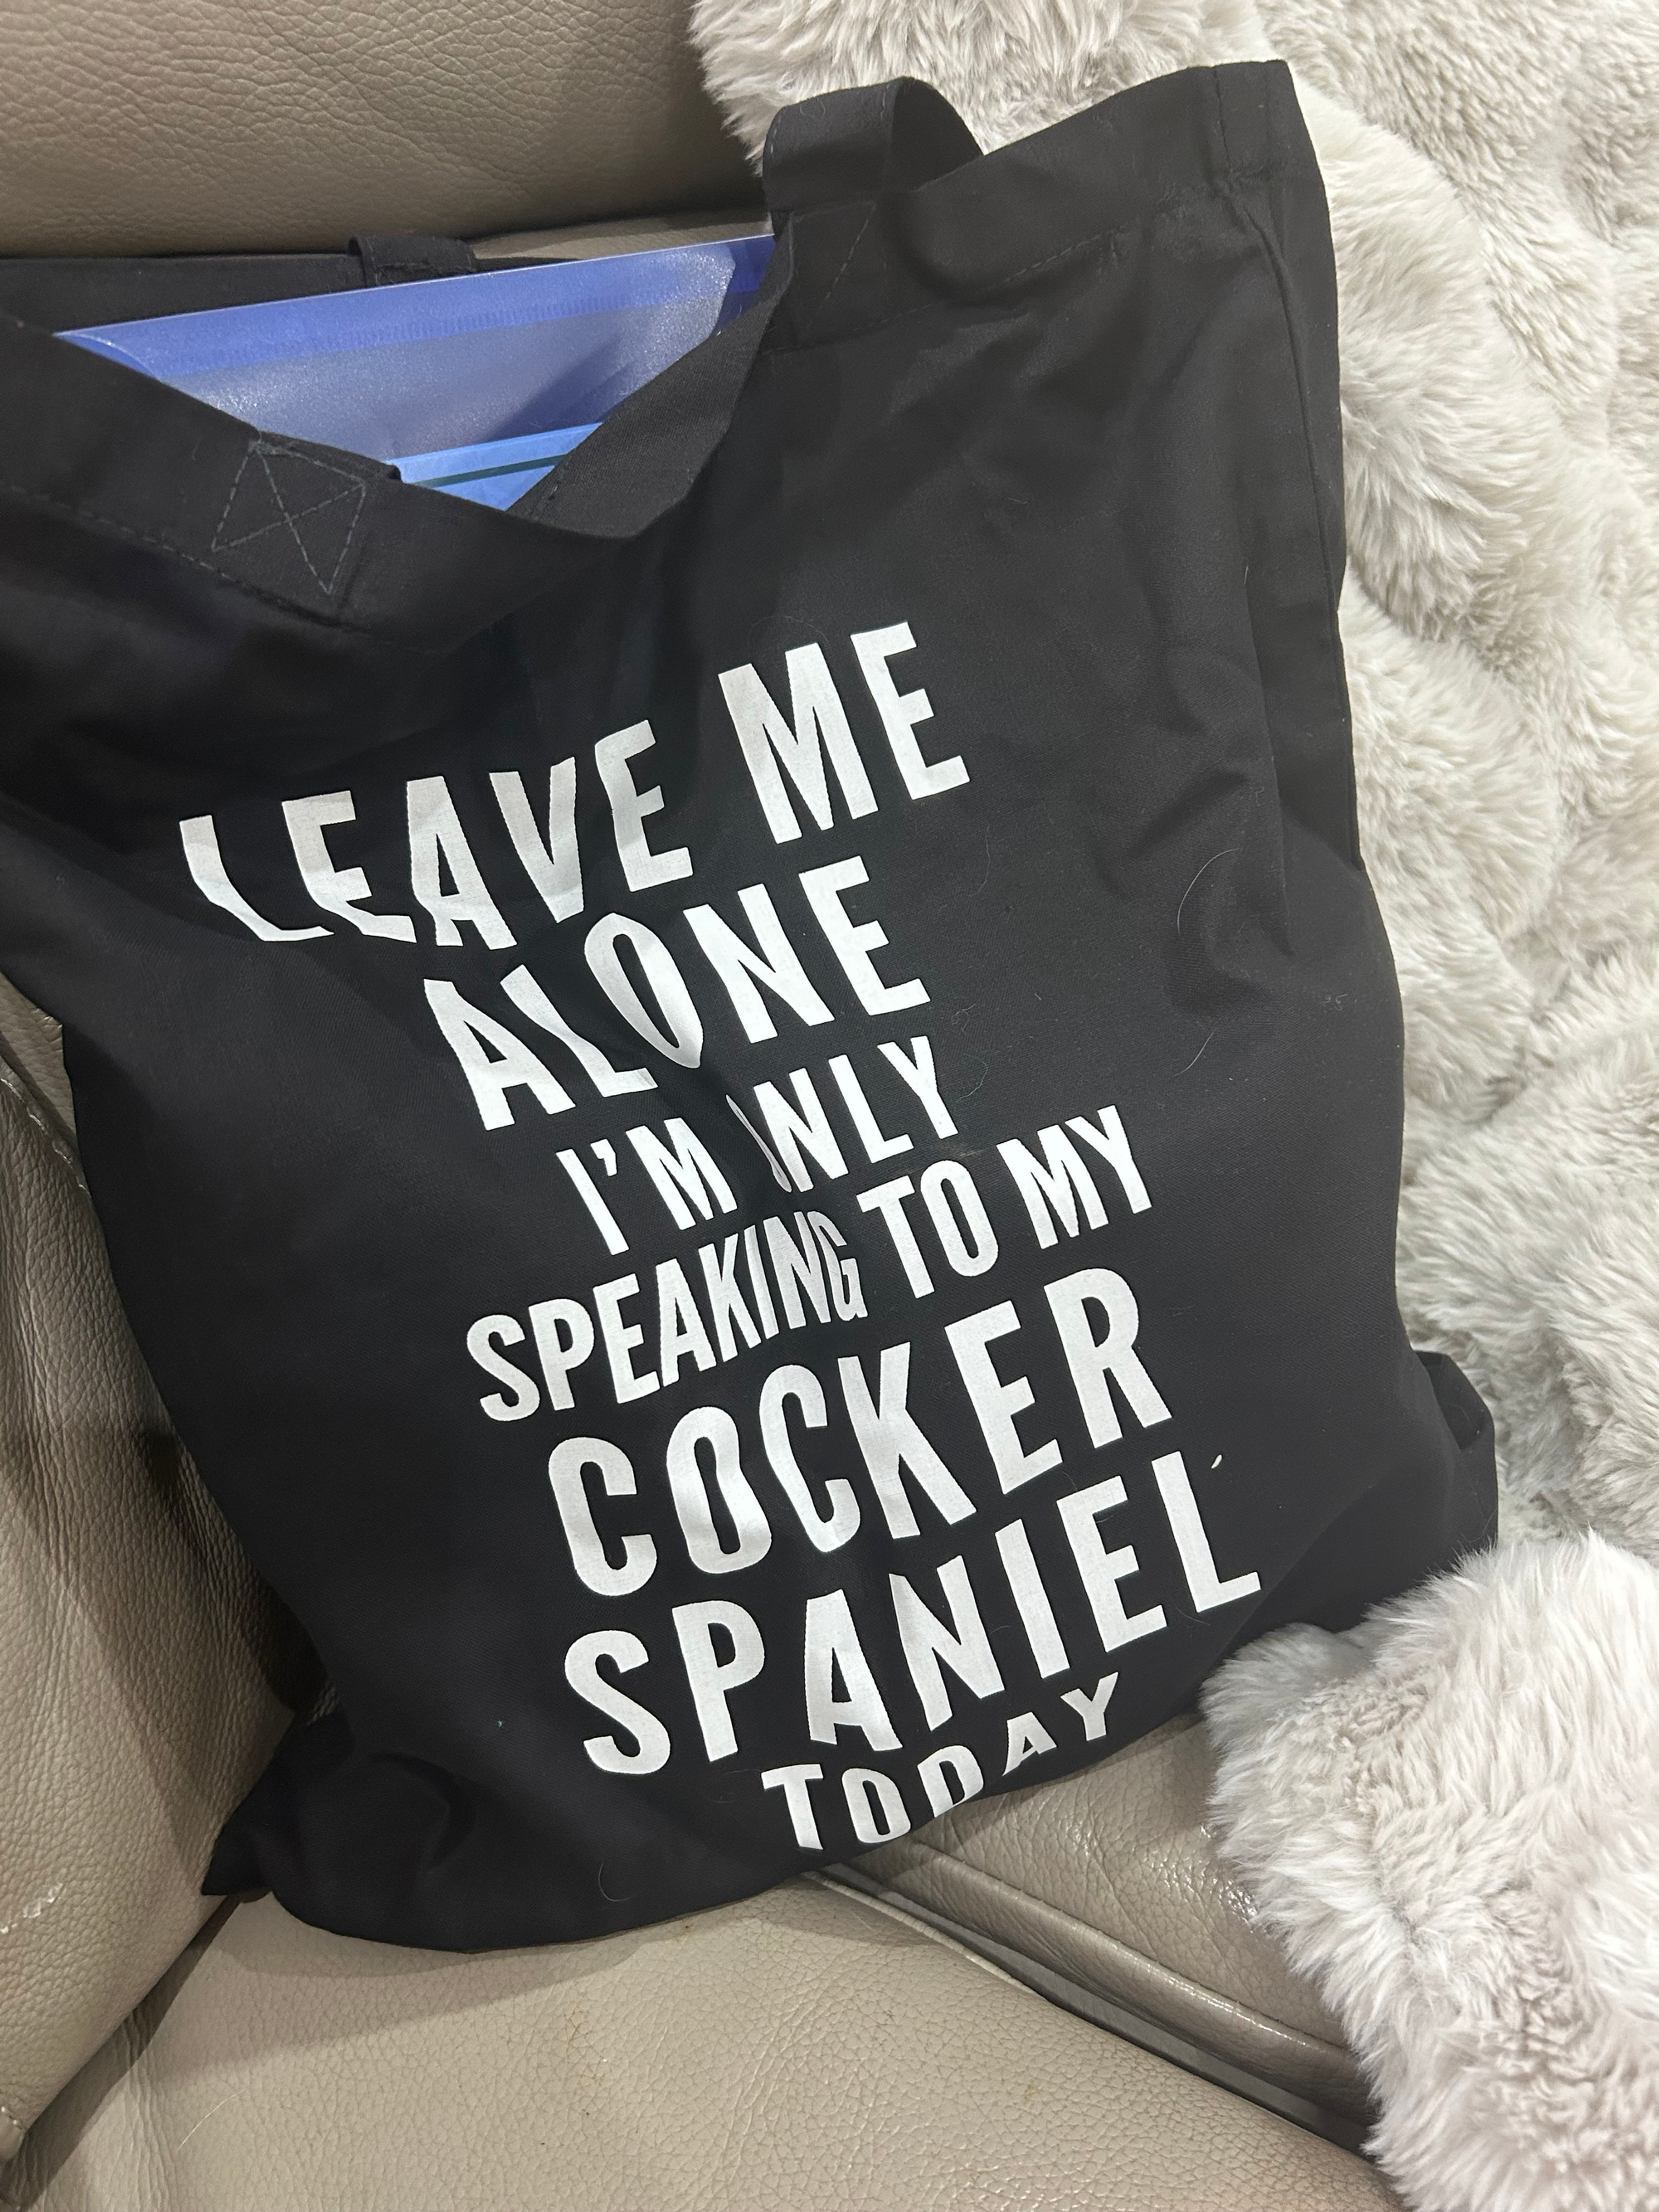 LEAVE ME
ALONE
I'M ONLY
SPEAKING TO MY
COCKER
SPANIEL
TODAY